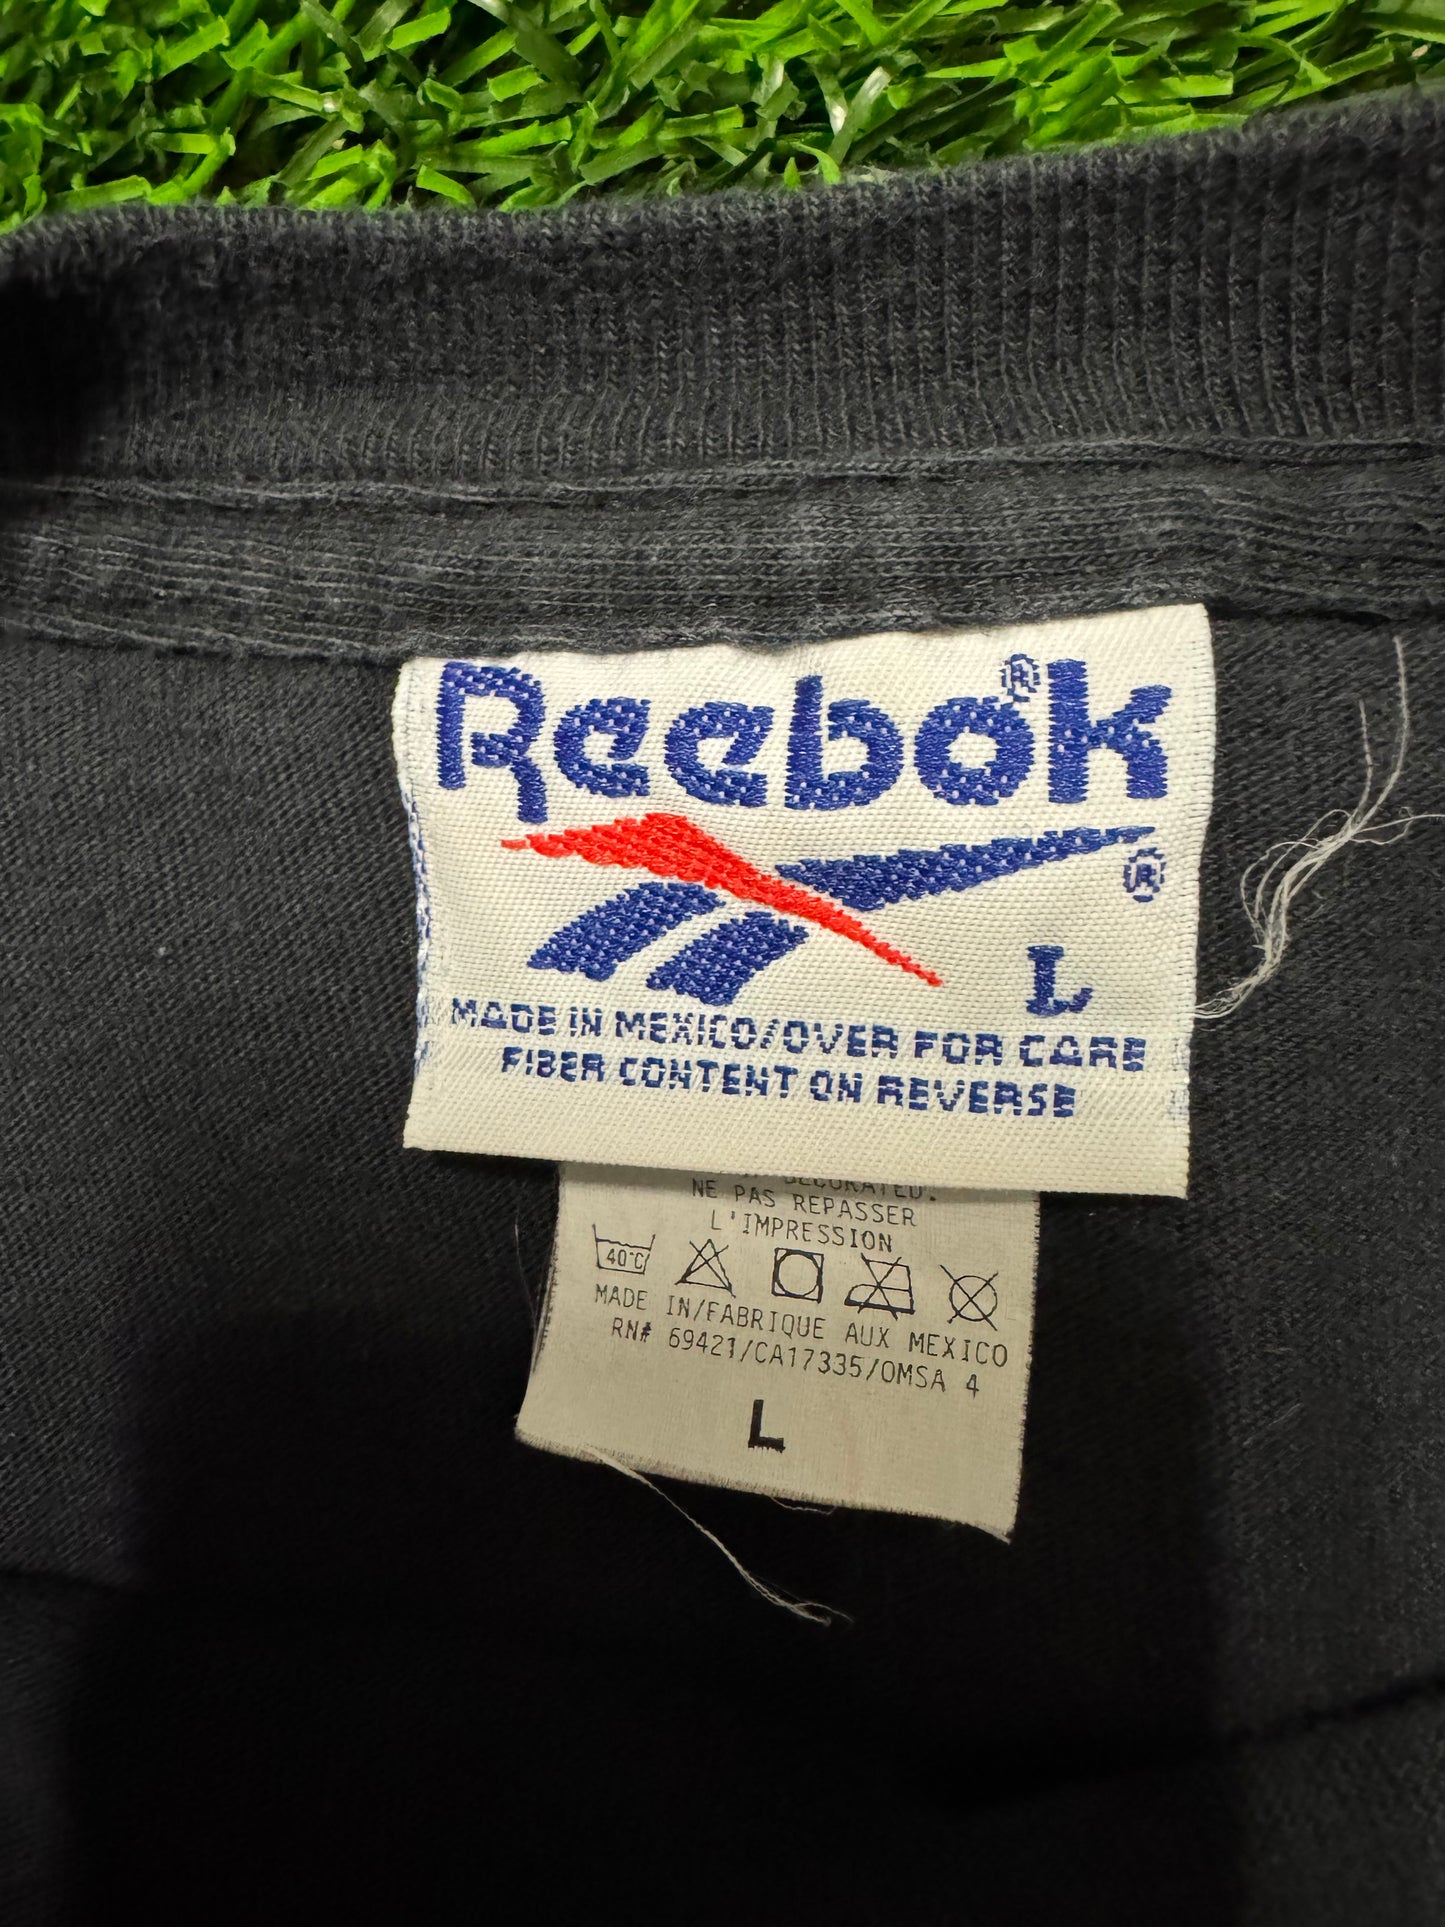 Reebok®
®
L
MADE IN MEXICO/OVER FOR CARE
FIBER CONTENT ON REVERSE
DECORATED.
NE PAS REPASSER
L'IMPRESSION
40°C
MADE IN/FABRIQUE AUX MEXICO
RN# 69421/CA17335/OMSA 4
L